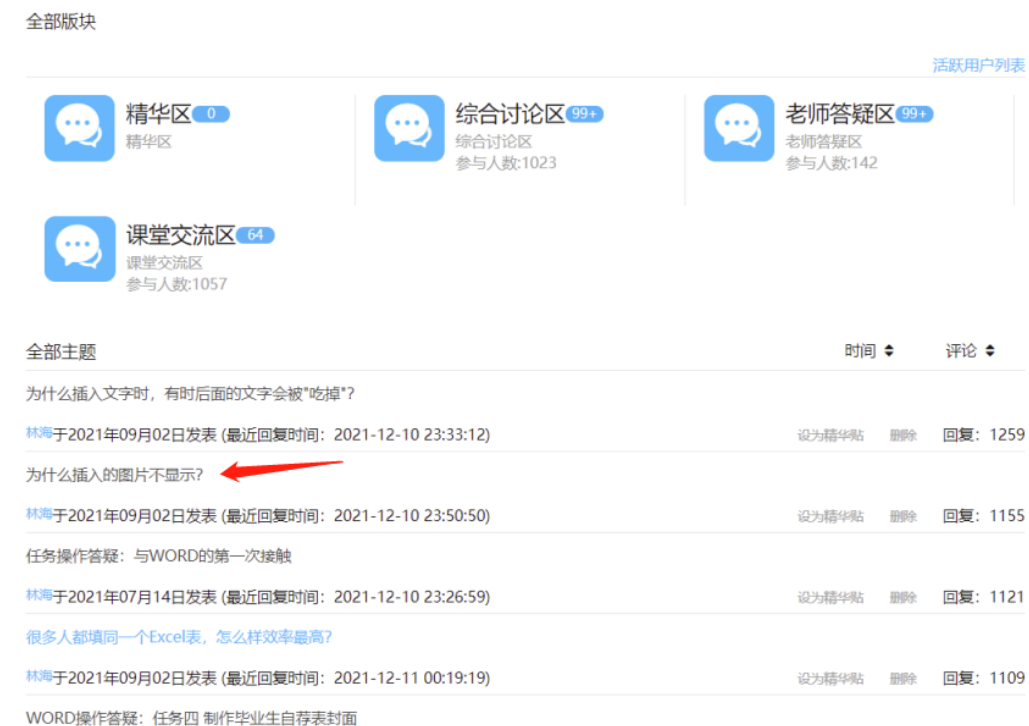 全部版块
活跃用户列表
精华区 0
精华区
综合讨论区 99+
综合讨论区
参与人数:1023
老师答疑区 99+
老师答疑区
参与人数:142
课堂交流区 64
课堂交流区
参与人数:1057
全部主题 时间 评论
为什么插入文字时，有时后面的文字会被"吃掉"?
林海于2021年09月02日发表 (最近回复时间：2021-12-10 23:33:12) 设为精华贴 删除 回复：1259
为什么插入的图片不显示?
林海于2021年09月02日发表 (最近回复时间：2021-12-10 23:50:50) 设为精华贴 删除 回复：1155
任务操作答疑：与WORD的第一次接触
林海于2021年07月14日发表 (最近回复时间：2021-12-10 23:26:59) 设为精华贴 删除 回复：1121
很多人都填同一个Excel表，怎么样效率最高?
林海于2021年09月02日发表 (最近回复时间：2021-12-11 00:19:19) 设为精华贴 删除 回复：1109
WORD操作答疑：任务四 制作毕业生自荐表封面